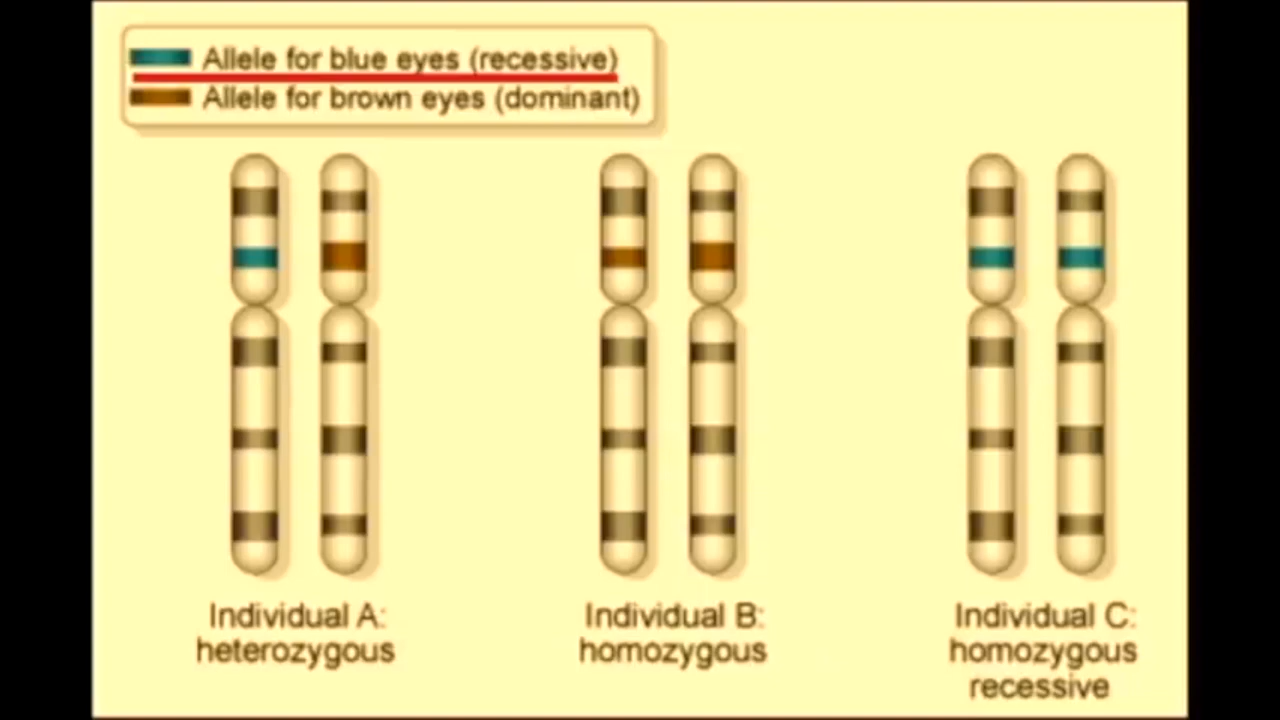 Allele for blue eyes (recessive)
Allele for brown eyes (dominant)
Individual A:
heterozygous
Individual B:
homozygous
Individual C:
homozygous
recessive